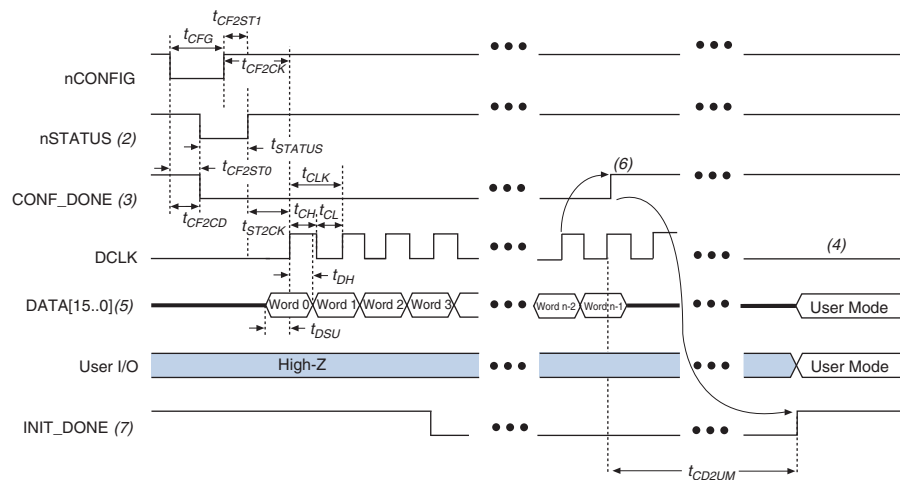 tCF2ST1
tCFG
tCF2CK
nCONFIG
nSTATUS (2)
tSTATUS
tCF2ST0
(6)
tCLK
CONF_DONE (3)
tCF2CD
tST2CK
tCH
tCL
DCLK
(4)
tDH
DATA[15..0](5)
Word 0
Word 1
Word 2
Word 3
Word n-2
Word n-1
User Mode
tDSU
User I/O
High-Z
User Mode
INIT_DONE (7)
tCD2UM